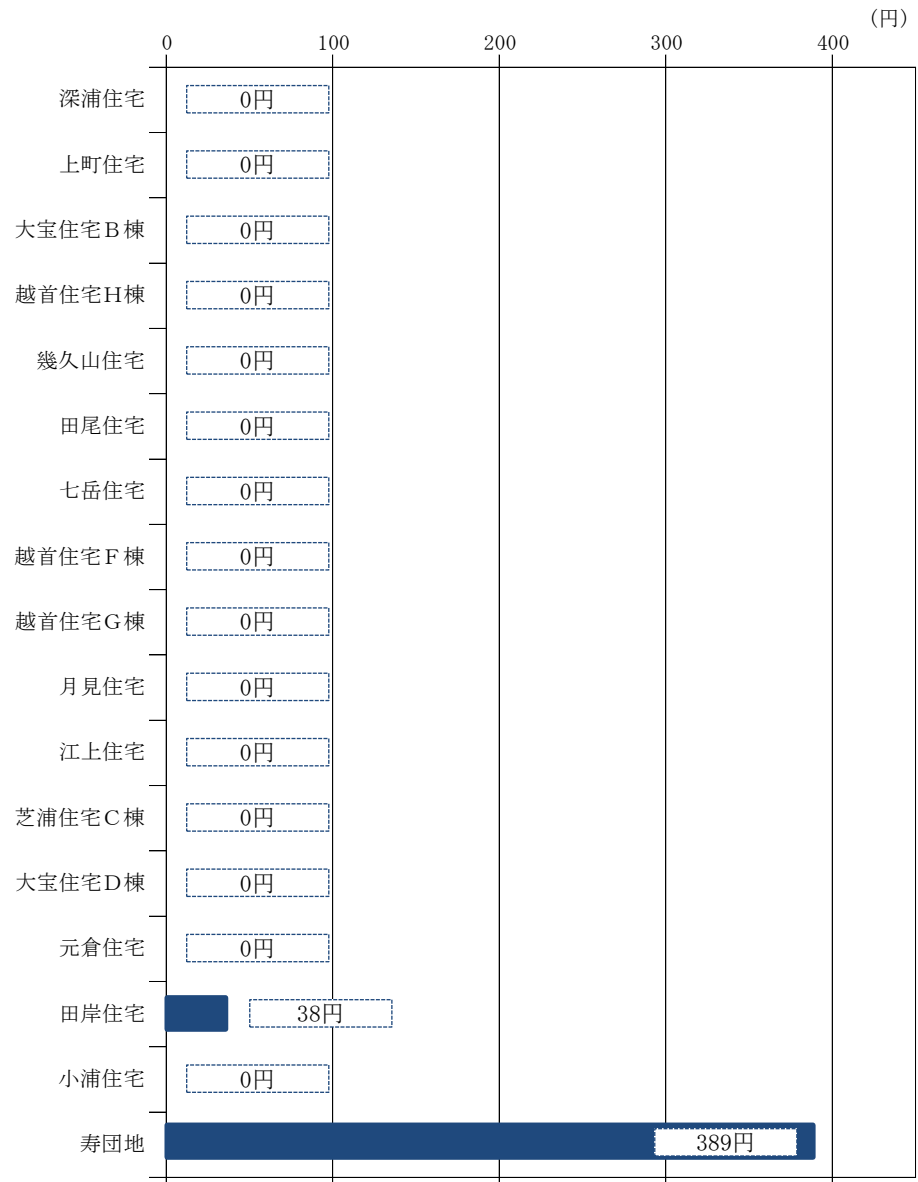 (円)
0 100 200 300 400
深浦住宅 0円
上町住宅 0円
大宝住宅B棟 0円
越首住宅H棟 0円
幾久山住宅 0円
田尾住宅 0円
七岳住宅 0円
越首住宅F棟 0円
越首住宅G棟 0円
月見住宅 0円
江上住宅 0円
芝浦住宅C棟 0円
大宝住宅D棟 0円
元倉住宅 0円
田岸住宅 38円
小浦住宅 0円
寿団地 389円